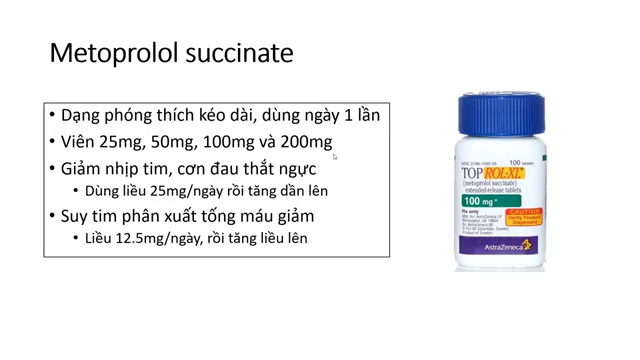 Metoprolol succinate
• Dạng phóng thích kéo dài, dùng ngày 1 lần
• Viên 25mg, 50mg, 100mg và 200mg
• Giảm nhịp tim, cơn đau thắt ngực
• Dùng liều 25mg/ngày rồi tăng dần lên
• Suy tim phân xuất tống máu giảm
• Liều 12.5mg/ngày, rồi tăng liều lên
100 tablets
TOPROL-XL®
(metoprolol succinate)
extended-release tablets
100 mg*
Rx only
CAUTION:
Verify Product
AstraZeneca